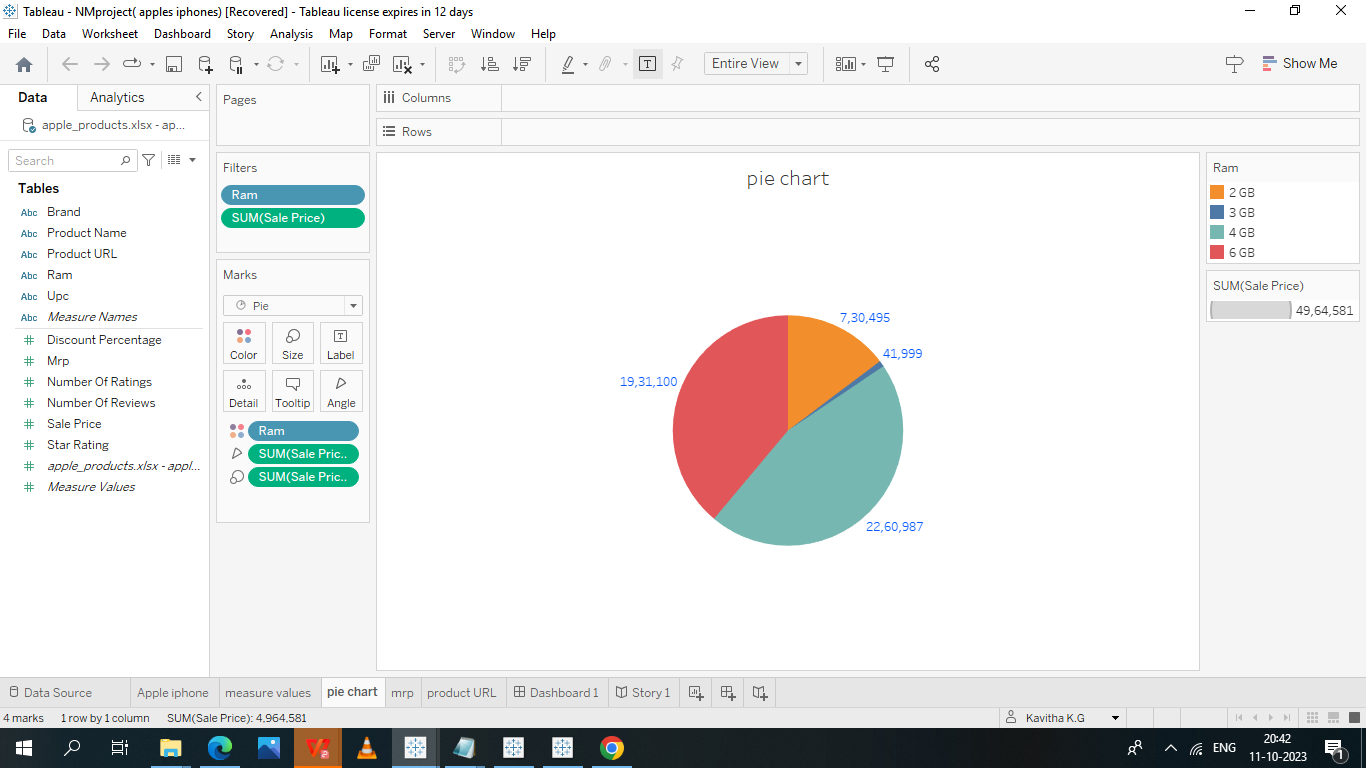 Tableau - NMproject( apples iphones) [Recovered] - Tableau license expires in 12 days
File Data Worksheet Dashboard Story Analysis Map Format Server Window Help
Entire View
Show Me
Data Analytics
apple_products.xlsx - ap...
Search
Tables
Abc Brand
Abc Product Name
Abc Product URL
Abc Ram
Abc Upc
Abc Measure Names
Discount Percentage
Mrp
Number Of Ratings
Number Of Reviews
Sale Price
Star Rating
apple_products.xlsx - appl...
Measure Values
Pages
Filters
Ram
SUM(Sale Price)
Marks
Pie
Color Size Label
Detail Tooltip Angle
Ram
SUM(Sale Pric..
SUM(Sale Pric..
Columns
Rows
pie chart
7,30,495
41,999
19,31,100
22,60,987
Ram
2 GB
3 GB
4 GB
6 GB
SUM(Sale Price)
49,64,581
Data Source Apple iphone measure values pie chart mrp product URL Dashboard 1 Story 1
4 marks 1 row by 1 column SUM(Sale Price): 4,964,581 Kavitha K.G
ENG 20:42
11-10-2023 1